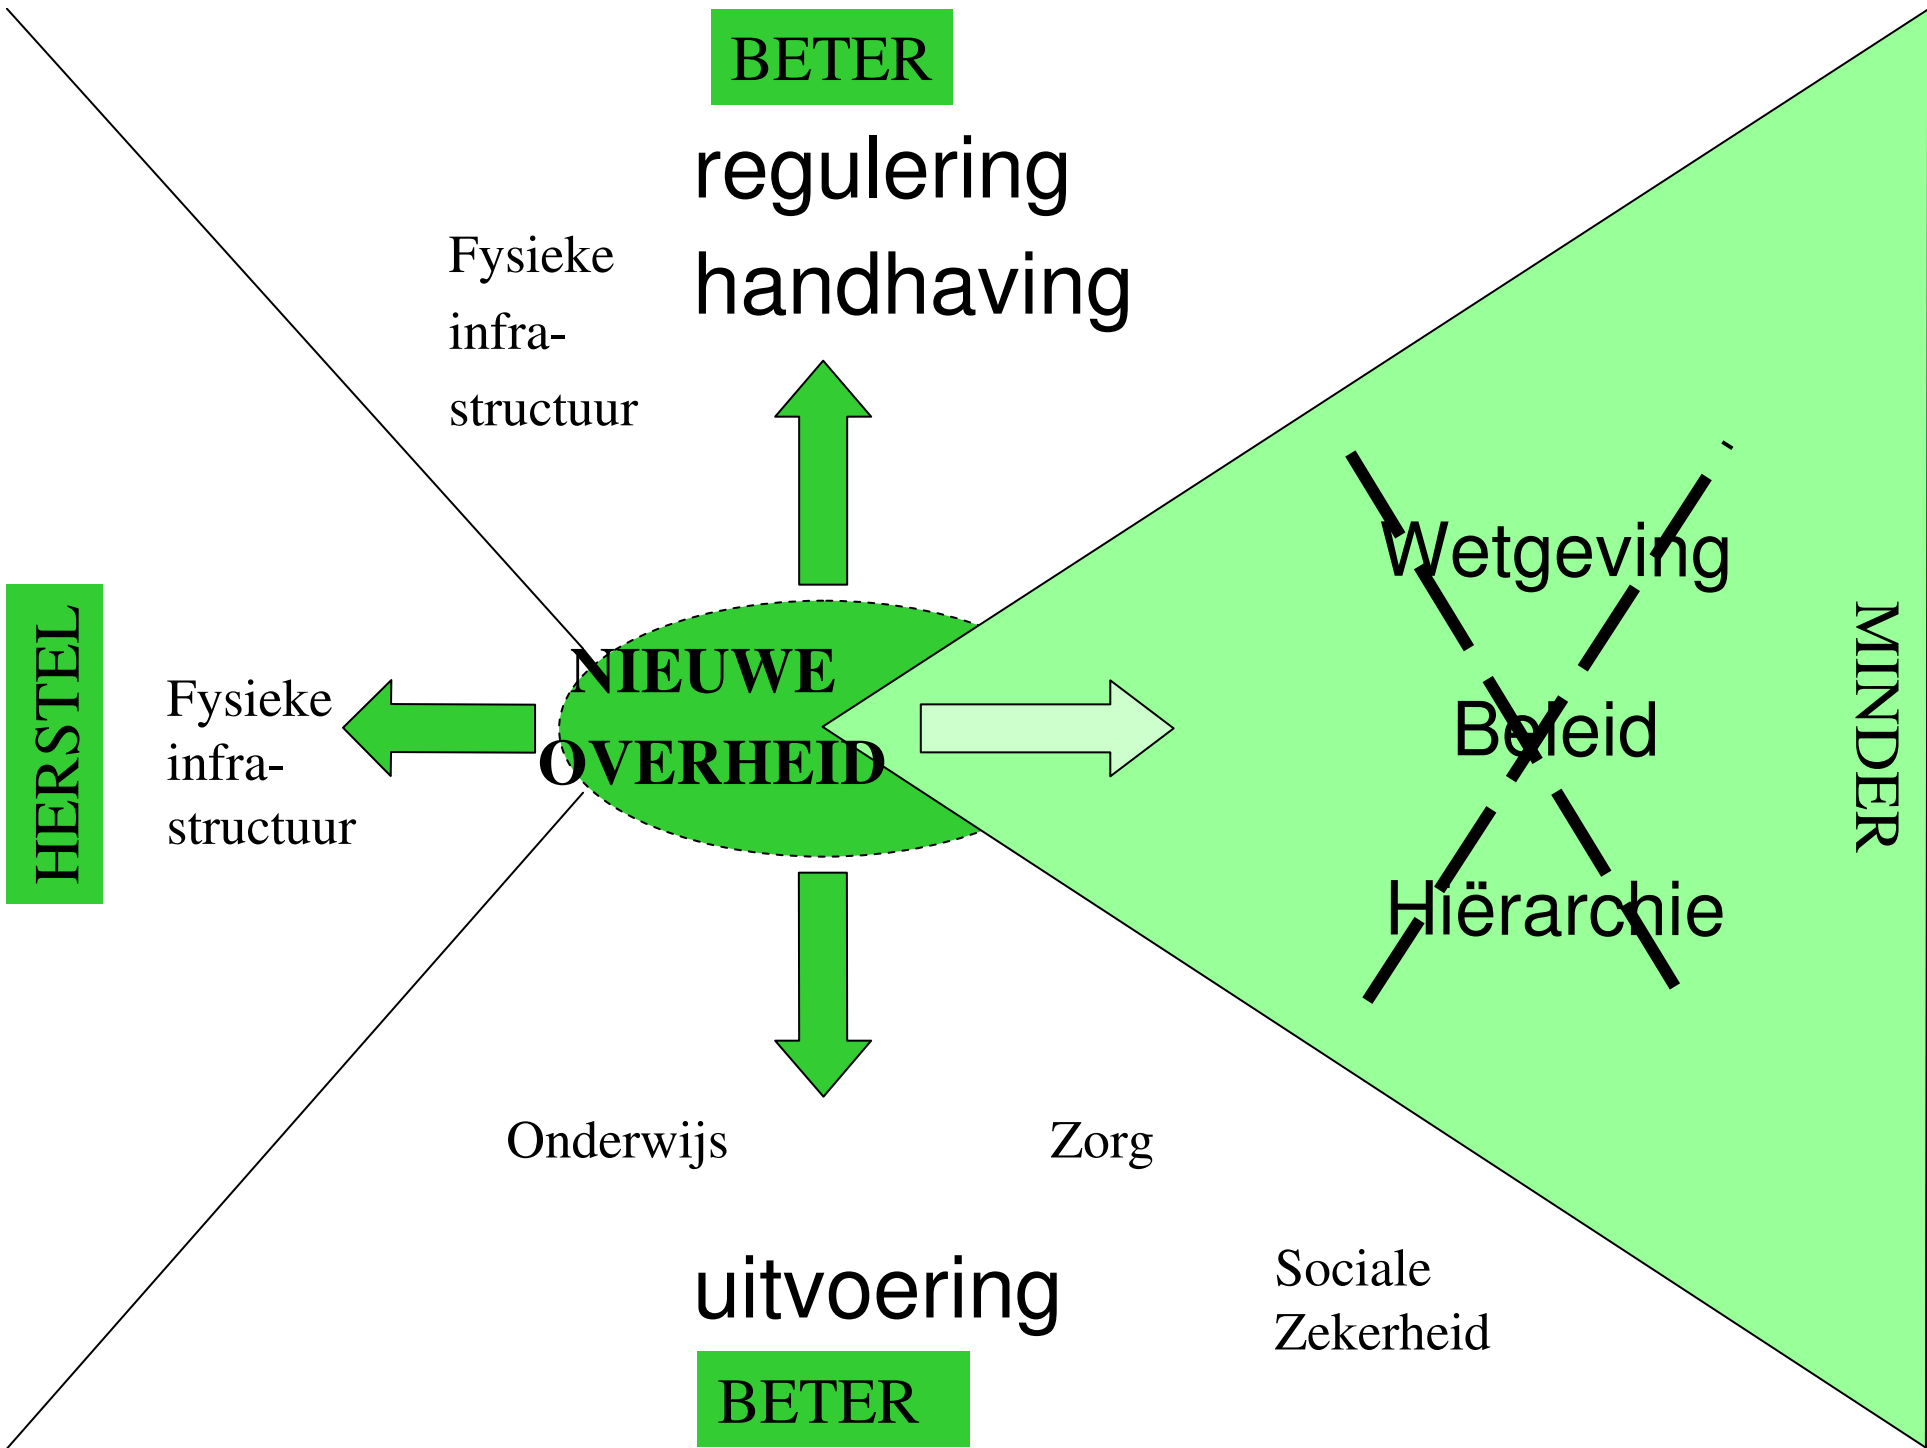 BETER
regulering
handhaving
Fysieke
infra-
structuur
Wetgeving
Beleid
Hiërarchie
MINDER
NIEUWE
OVERHEID
HERSTEL
Fysieke
infra-
structuur
Onderwijs
Zorg
uitvoering
Sociale
Zekerheid
BETER